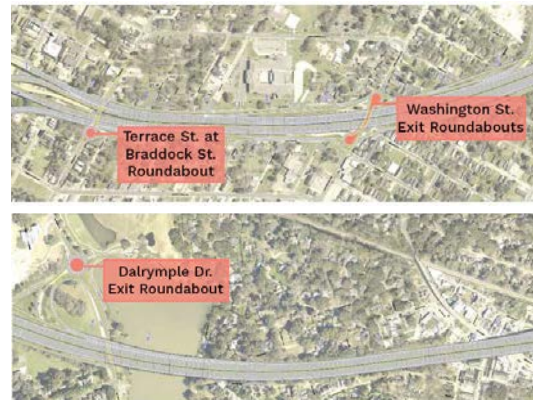 Terrace St. at
Braddock St.
Roundabout
Washington St.
Exit Roundabouts
Dalrymple Dr.
Exit Roundabout